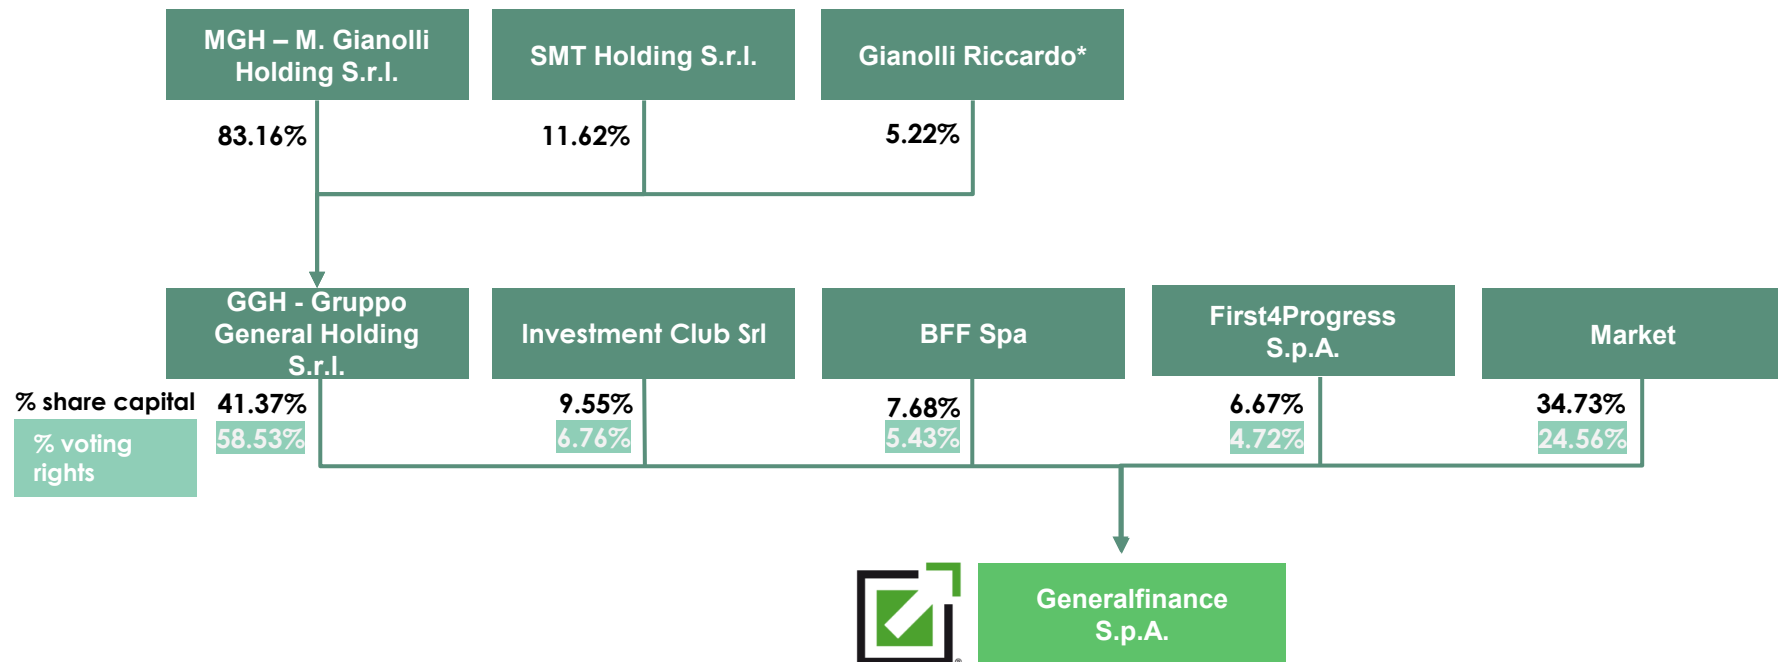 MGH – M. Gianolli
Holding S.r.l.
SMT Holding S.r.l.
Gianolli Riccardo*
83.16%
11.62%
5.22%
GGH - Gruppo
General Holding
S.r.l.
Investment Club Srl
BFF Spa
First4Progress
S.p.A.
Market
% share capital
41.37%
9.55%
7.68%
6.67%
34.73%
% voting
rights
58.53%
6.76%
5.43%
4.72%
24.56%
®
Generalfinance
S.p.A.